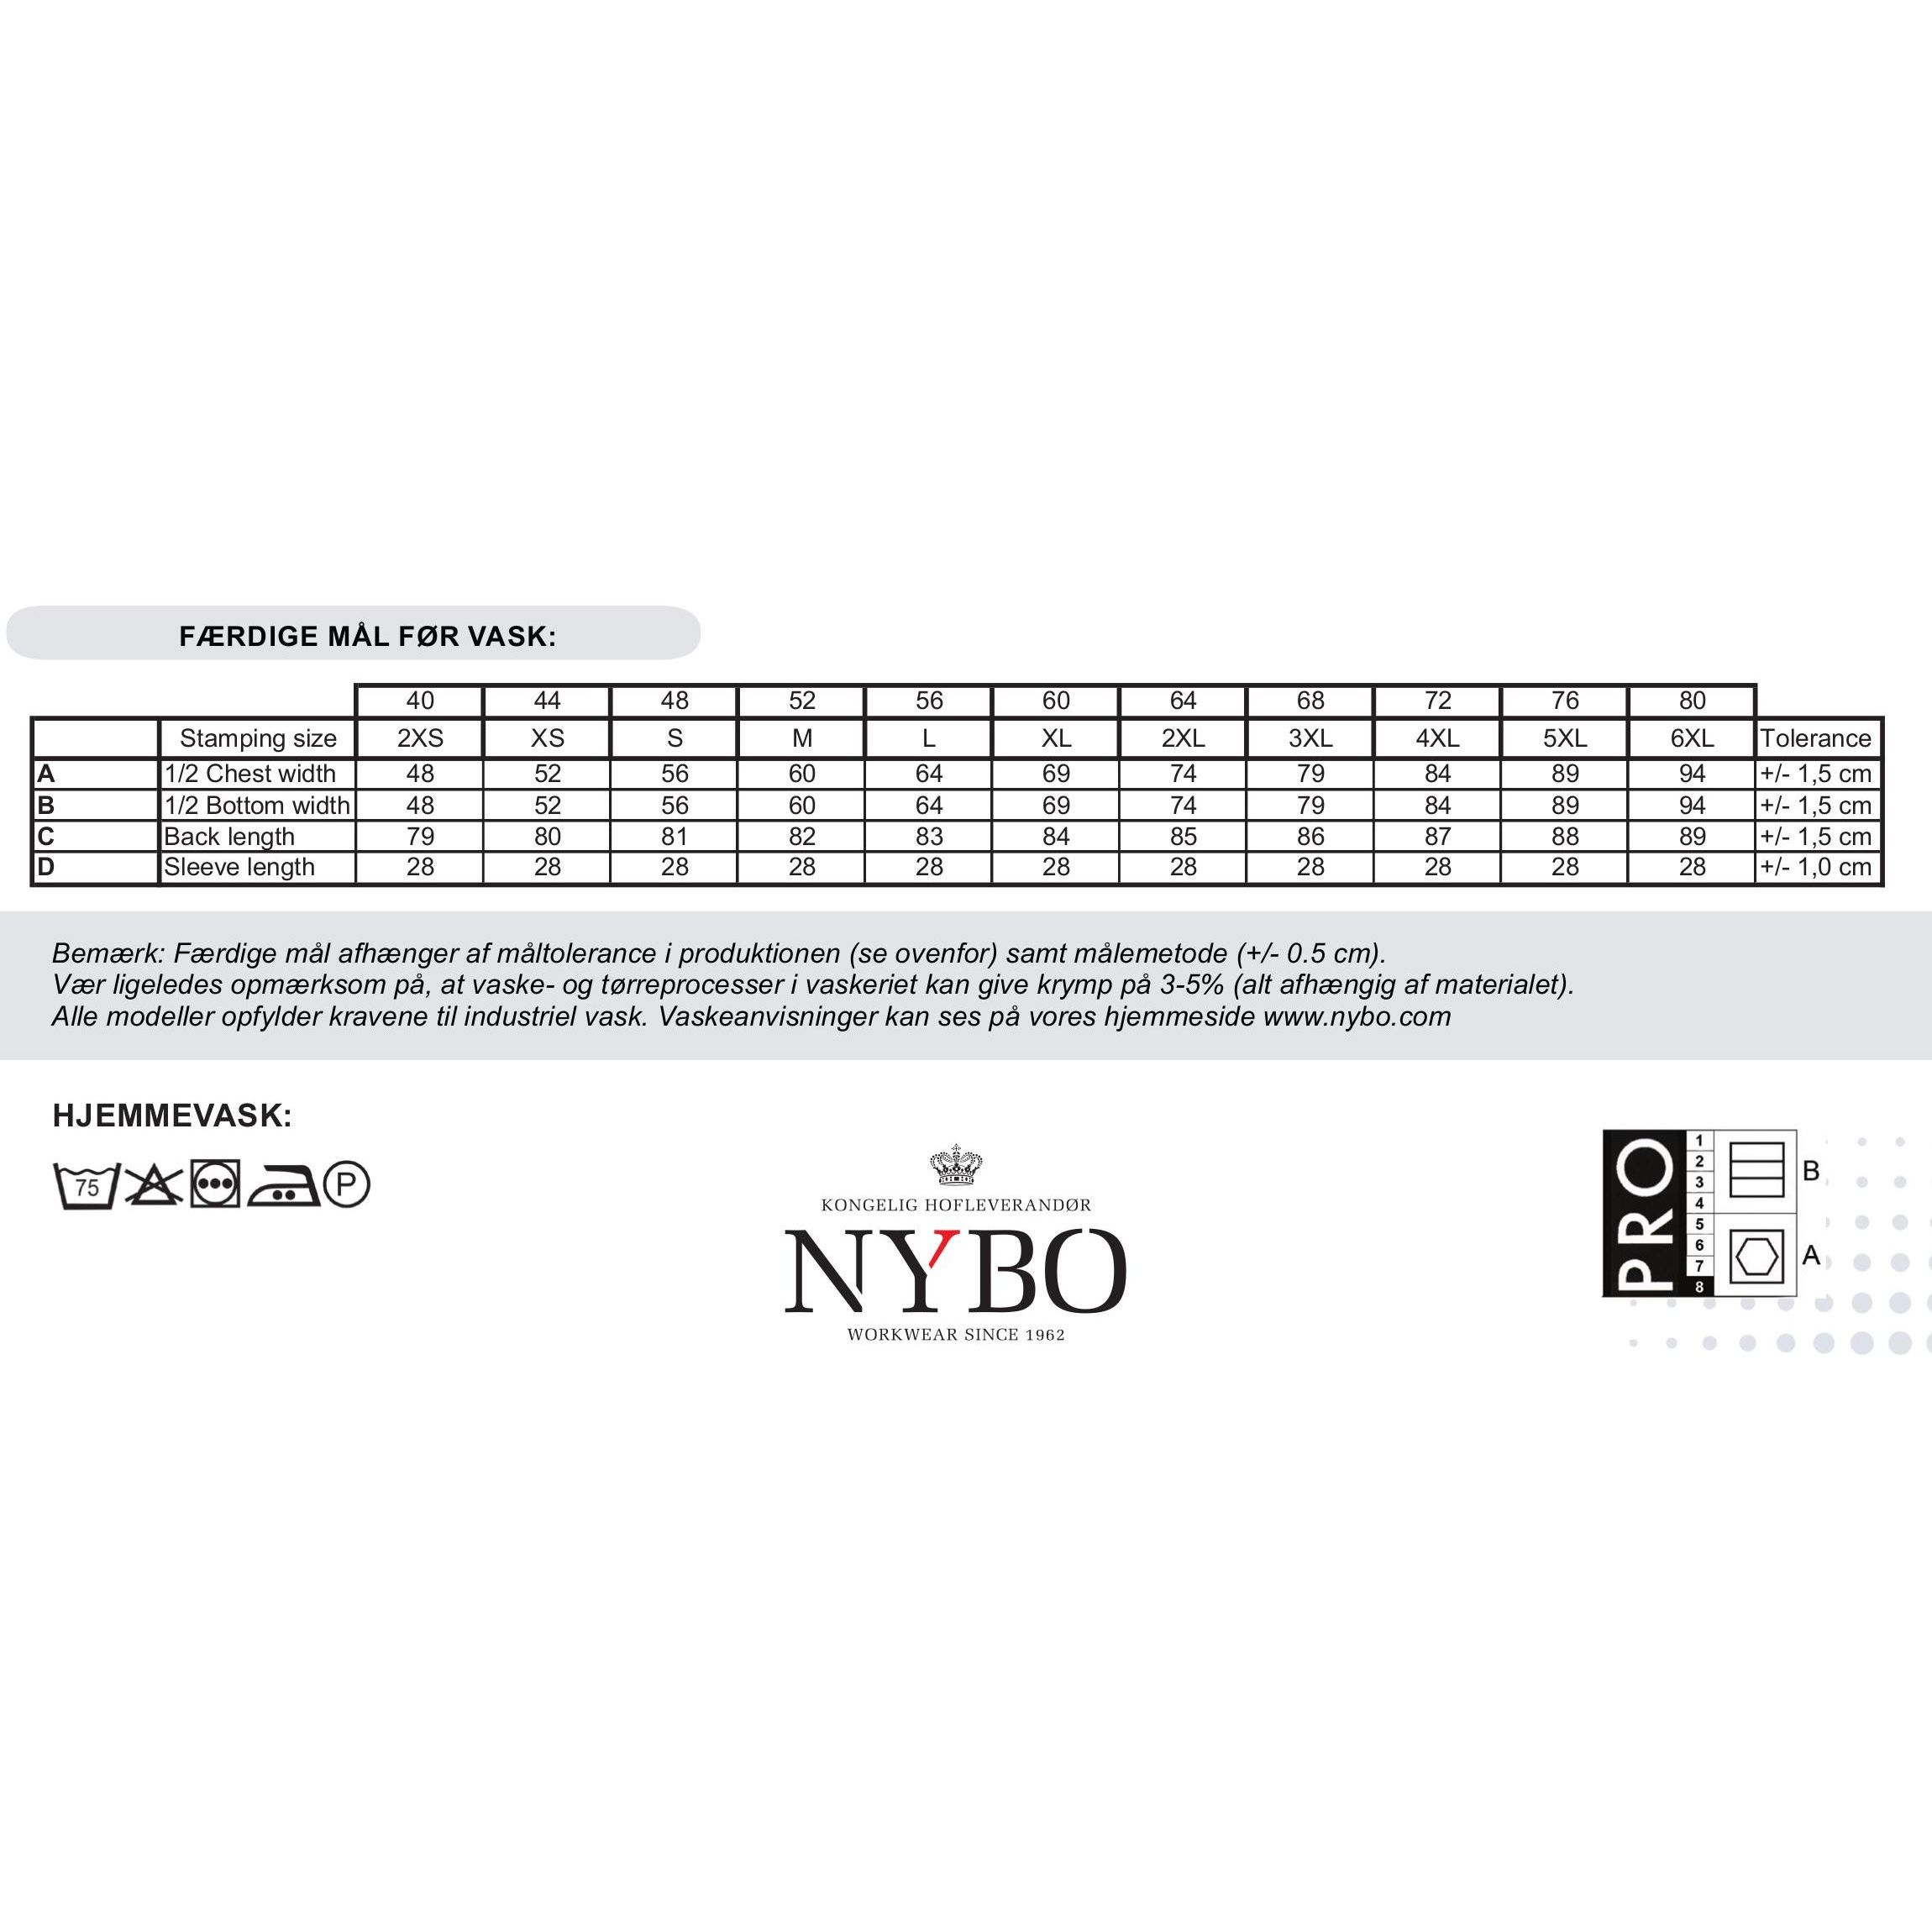 FÆRDIGE MÅL FØR VASK:
40 44 48 52 56 60 64 68 72 76 80
Stamping size 2XS XS S M L XL 2XL 3XL 4XL 5XL 6XL Tolerance
A 1/2 Chest width 48 52 56 60 64 69 74 79 84 89 94 +/- 1,5 cm
B 1/2 Bottom width 48 52 56 60 64 69 74 79 84 89 94 +/- 1,5 cm
C Back length 79 80 81 82 83 84 85 86 87 88 89 +/- 1,5 cm
D Sleeve length 28 28 28 28 28 28 28 28 28 28 28 +/- 1,0 cm
Bemærk: Færdige mål afhænger af måltolerance i produktionen (se ovenfor) samt målemetode (+/- 0.5 cm).
Vær ligeledes opmærksom på, at vaske- og tørreprocesser i vaskeriet kan give krymp på 3-5% (alt afhængig af materialet).
Alle modeller opfylder kravene til industriel vask. Vaskeanvisninger kan ses på vores hjemmeside www.nybo.com
HJEMMEVASK:
75
P
KONGELIG HOFLEVERANDØR
NYBO
WORKWEAR SINCE 1962
PRO
1
2
3
4
5
6
7
8
B
A